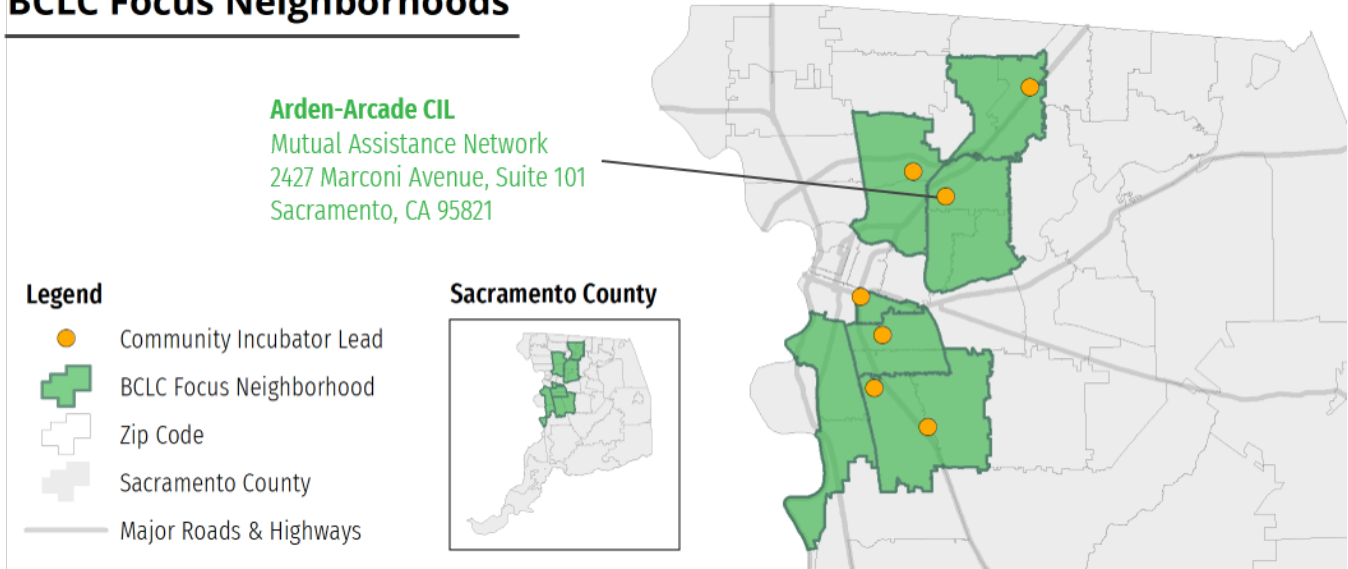 BCLC Focus Neighborhoods
Arden-Arcade CIL
Mutual Assistance Network
2427 Marconi Avenue, Suite 101
Sacramento, CA 95821
Legend
Community Incubator Lead
BCLC Focus Neighborhood
Zip Code
Sacramento County
Major Roads & Highways
Sacramento County